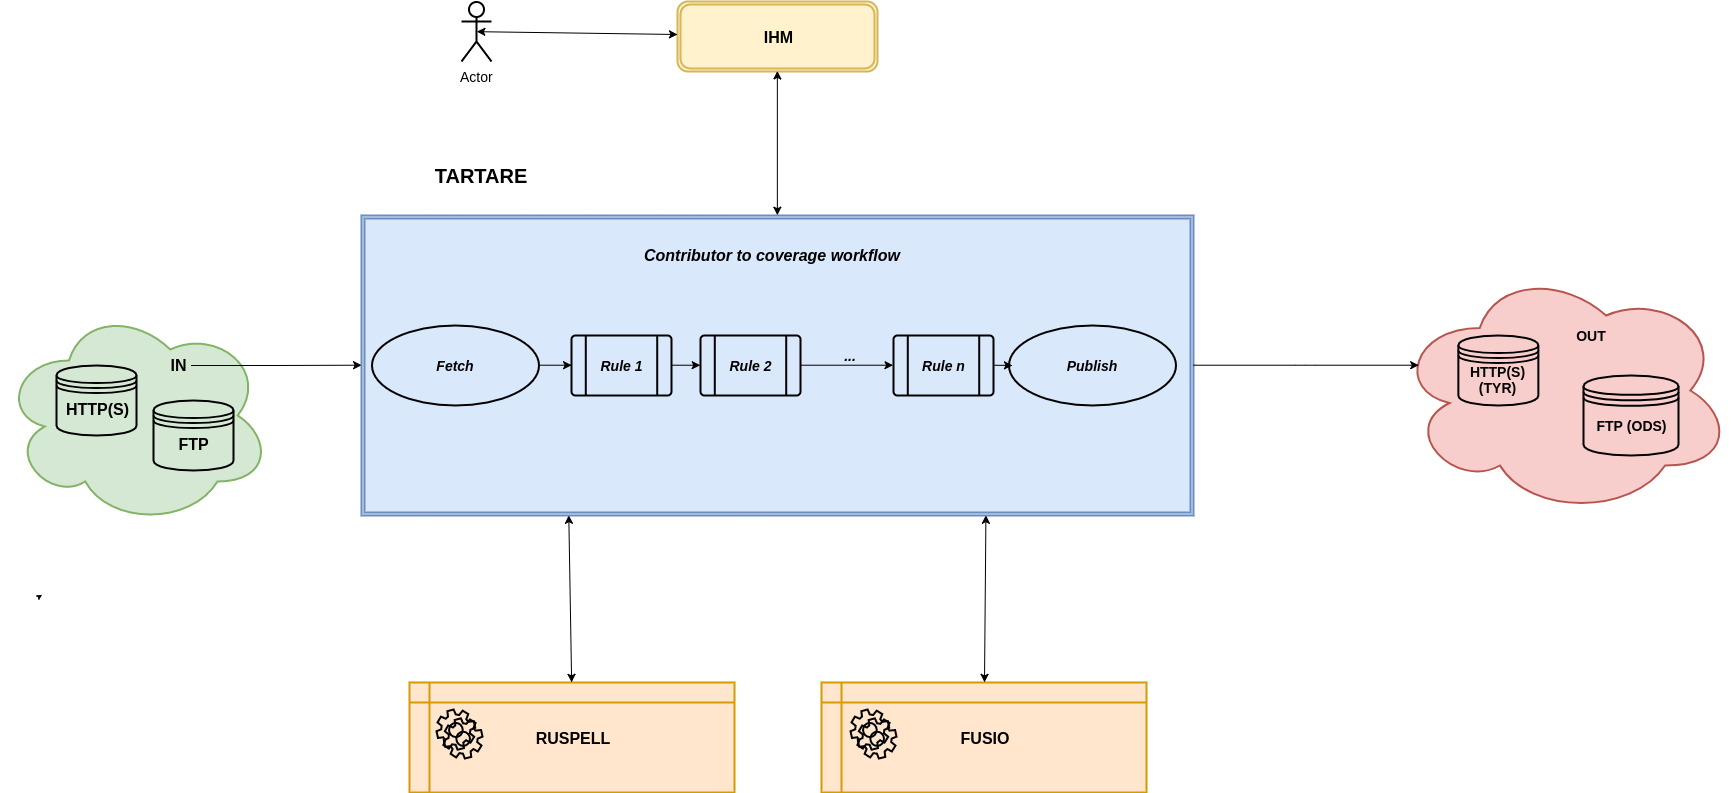 IHM
Actor
TARTARE
Contributor to coverage workflow
IN
HTTP(S)
FTP
Fetch
Rule 1
Rule 2
...
Rule n
Publish
OUT
HTTP(S)
(TYR)
FTP (ODS)
RUSPELL
FUSIO